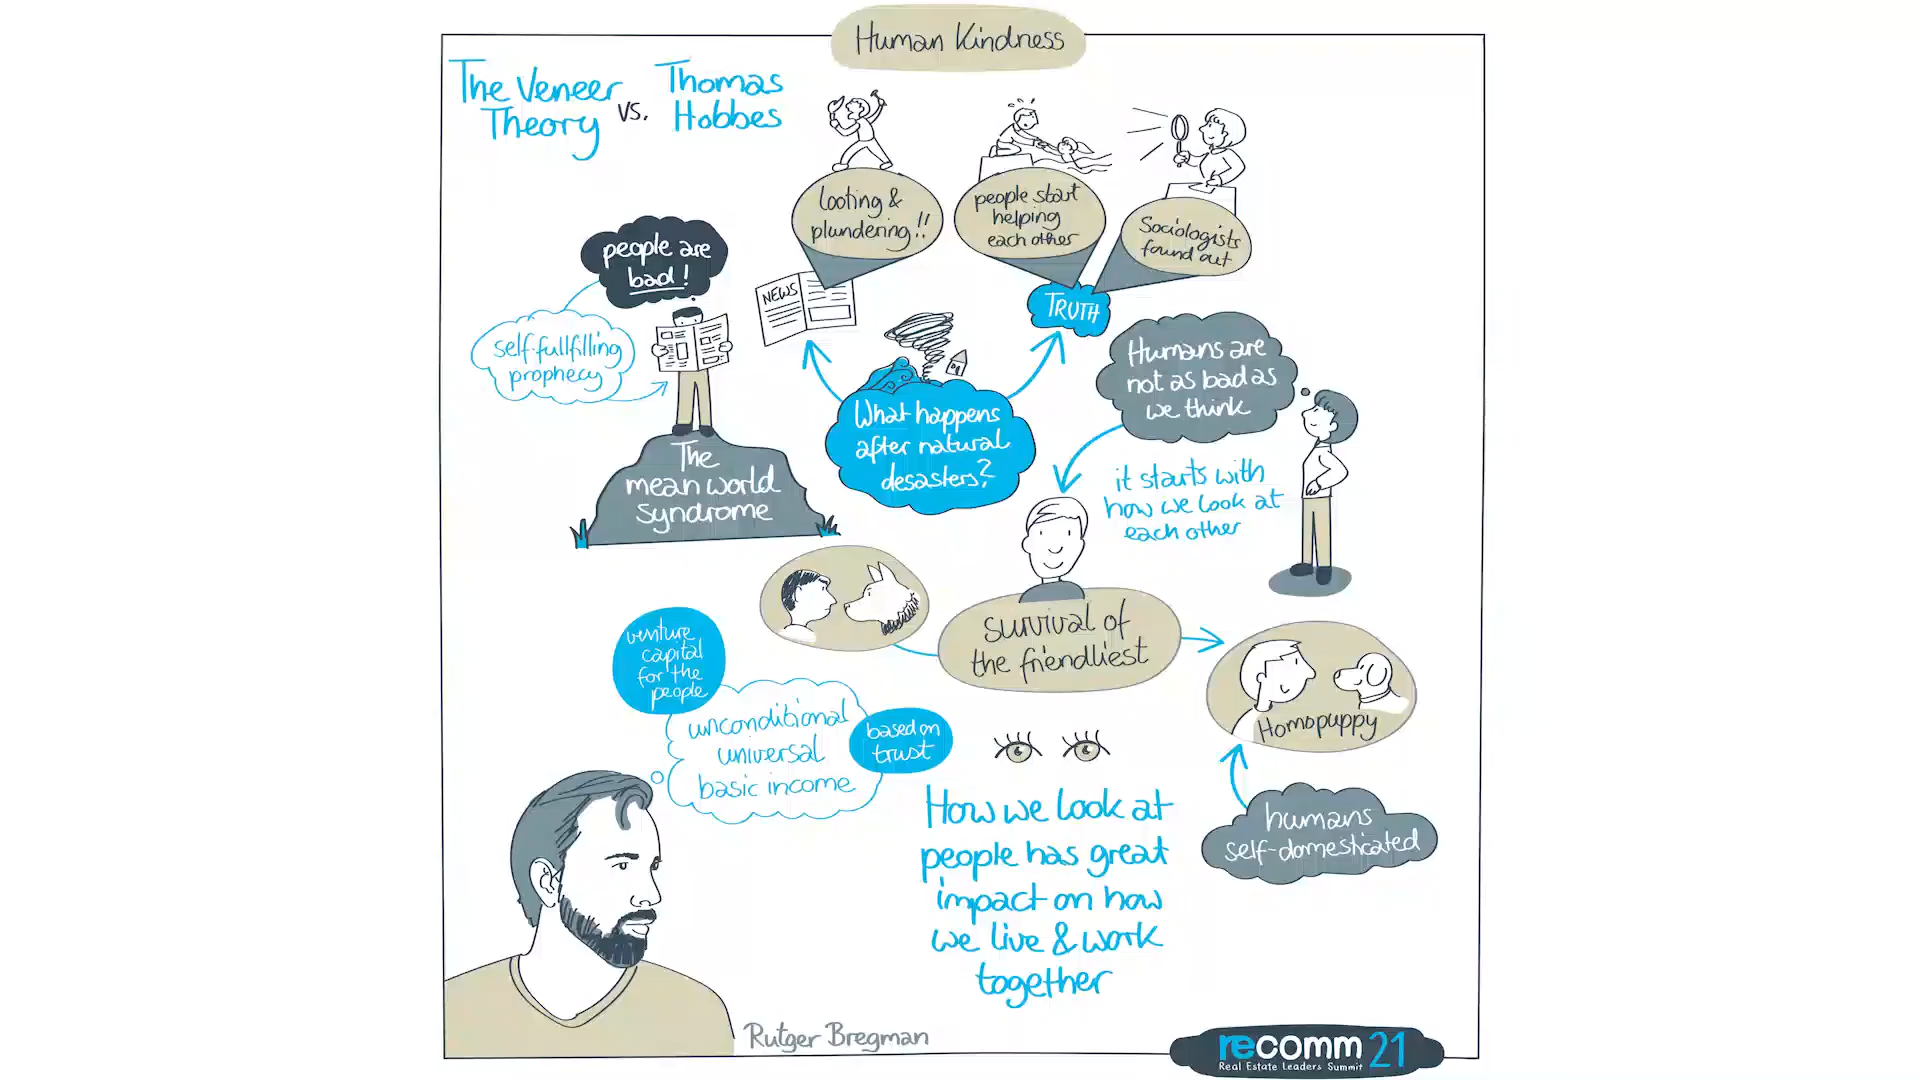 Human Kindness
The Veneer
Theory
vs.
Thomas
Hobbes
looting &
plundering!!
people start
helping
each other
Sociologists
found out
people are
bad!
NEWS
TRUTH
self-fullfilling
prophecy
Humans are
not as bad as
we think
What happens
after natural
desasters?
The
mean world
syndrome
it starts with
how we look at
each other
survival of
the friendliest
venture
capital
for the
people
unconditional
universal
basic income
based on
trust
Homopuppy
humans
self-domesticated
How we look at
people has great
impact on how
we live & work
together
Rutger Bregman
recomm 21
Real Estate Leaders Summit